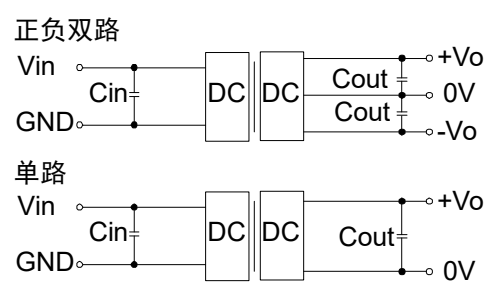 正负双路
Vin
Cin
GND
DC DC
Cout
Cout
+Vo
0V
-Vo
单路
Vin
Cin
GND
DC DC
Cout
+Vo
0V